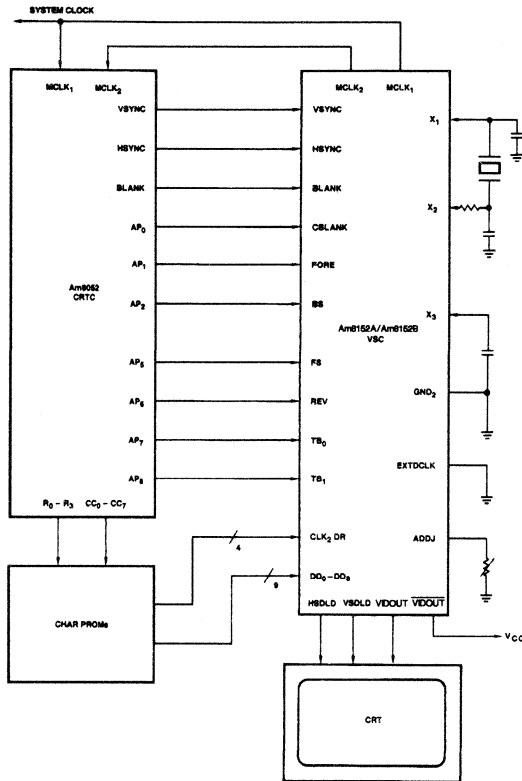 SYSTEM CLOCK
MCLK1 MCLK2
MCLK2 MCLK1
VSYNC
VSYNC
X1
HSYNC
HSYNC
BLANK
BLANK
X2
AP0
CBLANK
AP1
FORE
Am8052
CRTC
AP2
BS
X3
Am8152A/Am8152B
VSC
AP5
FS
GND2
AP6
REV
AP7
TB0
EXTDCLK
AP8
TB1
R0 – R3 CC0 – CC7
4
CLK2 DR
ADDJ
9
DD0–DD8
CHAR PROMs
HSDLD VSDLD VIDOUT VIDOUT
VCC
CRT